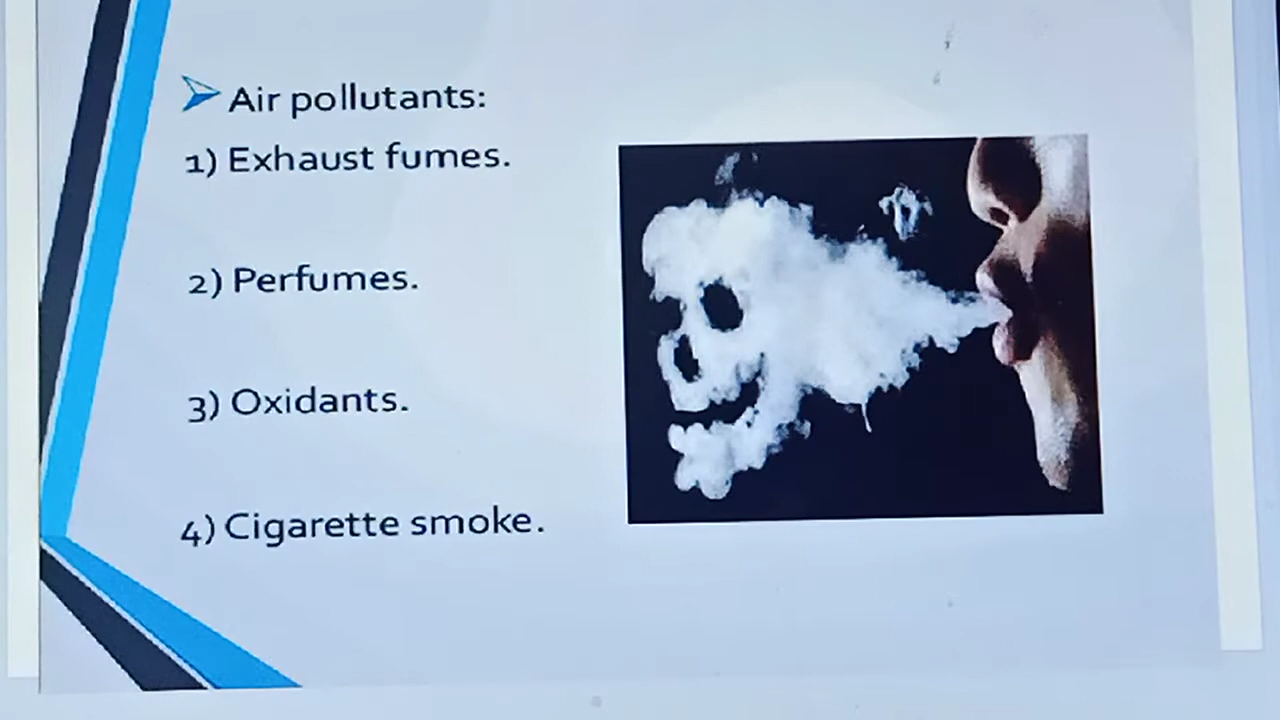 Air pollutants:
1) Exhaust fumes.
2) Perfumes.
3) Oxidants.
4) Cigarette smoke.